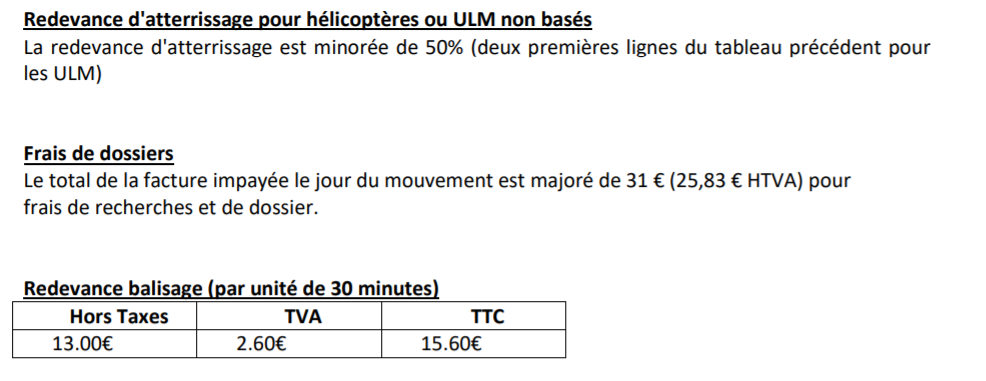 Redevance d'atterrissage pour hélicoptères ou ULM non basés
La redevance d'atterrissage est minorée de 50% (deux premières lignes du tableau précédent pour
les ULM)
Frais de dossiers
Le total de la facture impayée le jour du mouvement est majoré de 31 € (25,83 € HTVA) pour
frais de recherches et de dossier.
Redevance balisage (par unité de 30 minutes)
Hors Taxes TVA TTC
13.00€ 2.60€ 15.60€